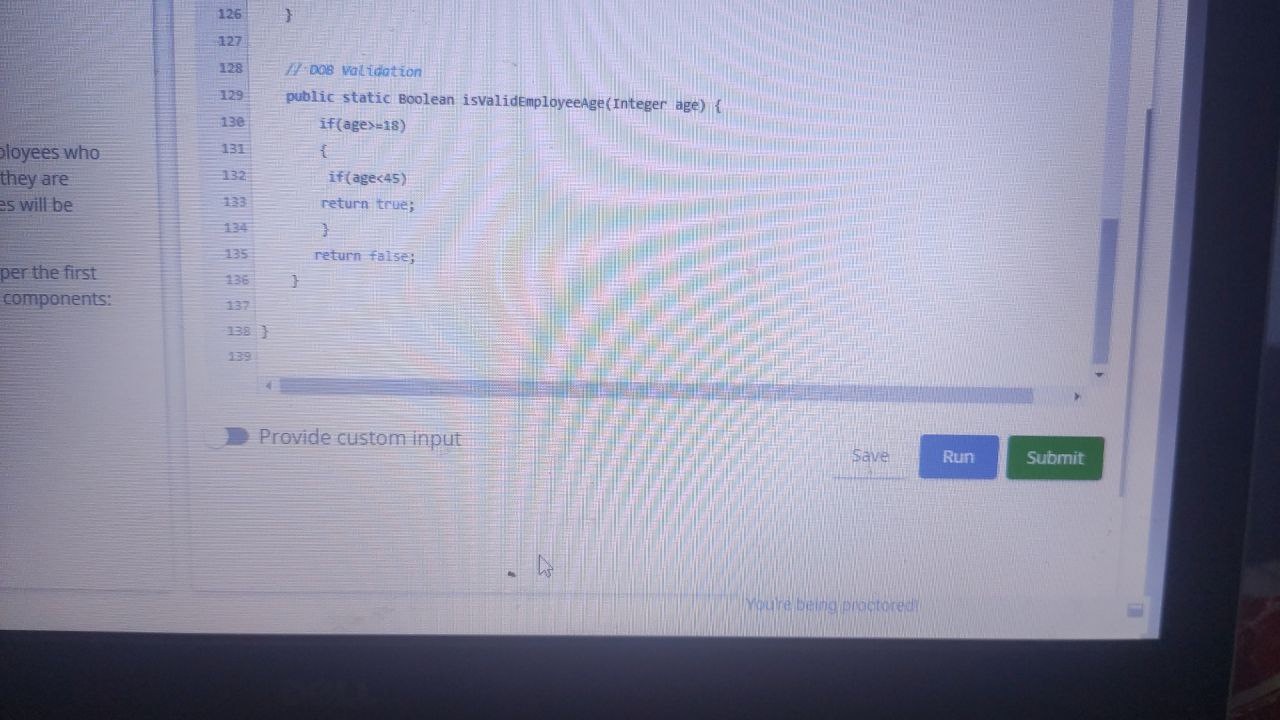 ployees who
they are
es will be
per the first
components:
126 }
127
128 // DOB Validation
129 public static Boolean isValidEmployeeAge(Integer age) {
130 if(age>=18)
131 {
132 if(age<45)
133 return true;
134 }
135 return false;
136 }
137
138 }
139
Provide custom input
Save Run Submit
You're being proctored!